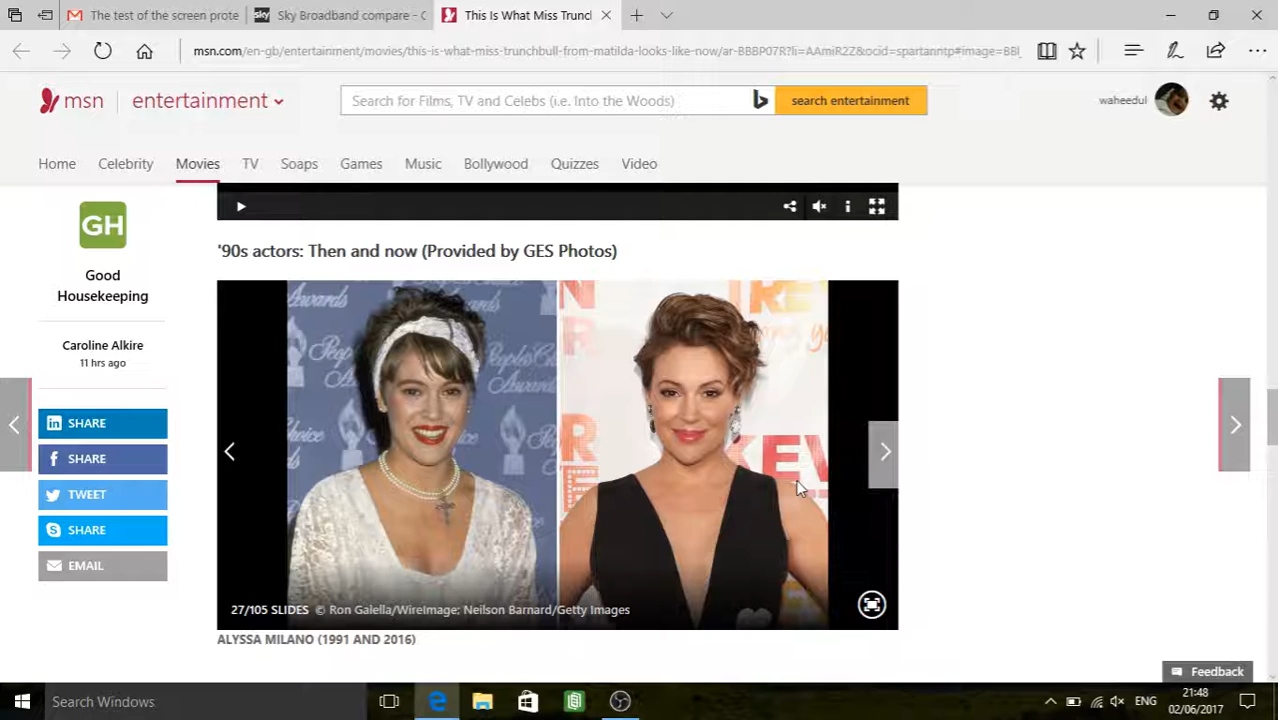 The test of the screen prote
Sky Broadband compare - C
This Is What Miss Trunch
msn.com/en-gb/entertainment/movies/this-is-what-miss-trunchbull-from-matilda-looks-like-now/ar-BBBP07R?li=AAmiR2Z&ocid=spartanntp#image=BBl
msn
entertainment
Search for Films, TV and Celebs (i.e. Into the Woods)
search entertainment
waheedul
Home Celebrity Movies TV Soaps Games Music Bollywood Quizzes Video
GH
Good
Housekeeping
Caroline Alkire
11 hrs ago
SHARE
SHARE
TWEET
SHARE
EMAIL
'90s actors: Then and now (Provided by GES Photos)
27/105 SLIDES © Ron Galella/WireImage; Neilson Barnard/Getty Images
ALYSSA MILANO (1991 AND 2016)
Feedback
Search Windows
ENG
21:48
02/06/2017